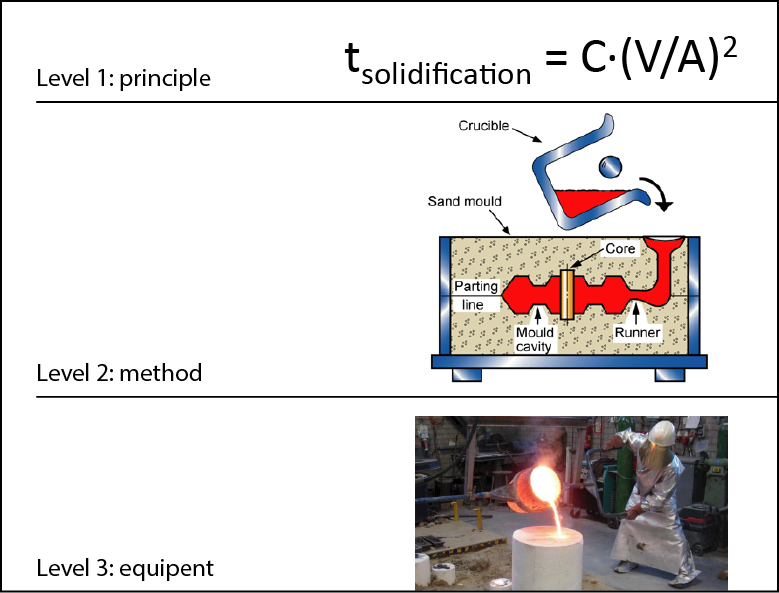 t solidification = C·(V/A)²
Level 1: principle
Crucible
Sand mould
Core
Parting
line
Mould
cavity
Runner
Level 2: method
Level 3: equipent